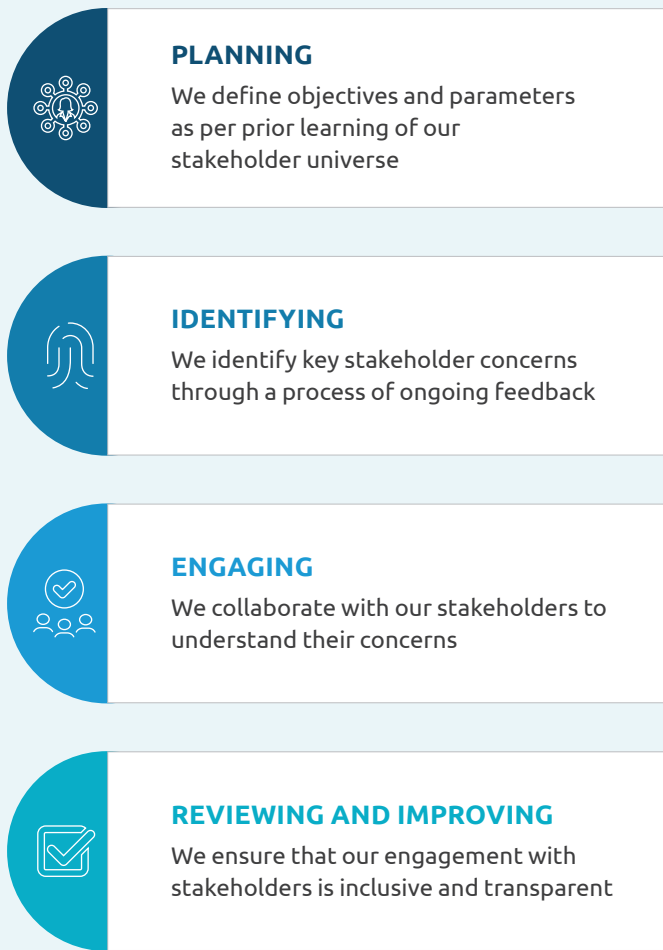 PLANNING
We define objectives and parameters
as per prior learning of our
stakeholder universe
IDENTIFYING
We identify key stakeholder concerns
through a process of ongoing feedback
ENGAGING
We collaborate with our stakeholders to
understand their concerns
REVIEWING AND IMPROVING
We ensure that our engagement with
stakeholders is inclusive and transparent